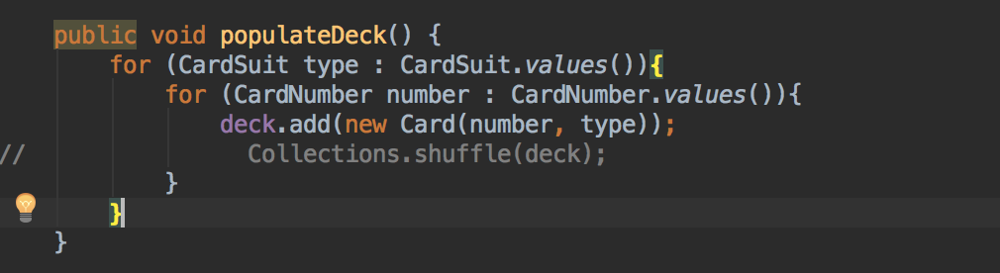 public void populateDeck() {
for (CardSuit type : CardSuit.values()){
for (CardNumber number : CardNumber.values()){
deck.add(new Card(number, type));
// Collections.shuffle(deck);
}
}
}